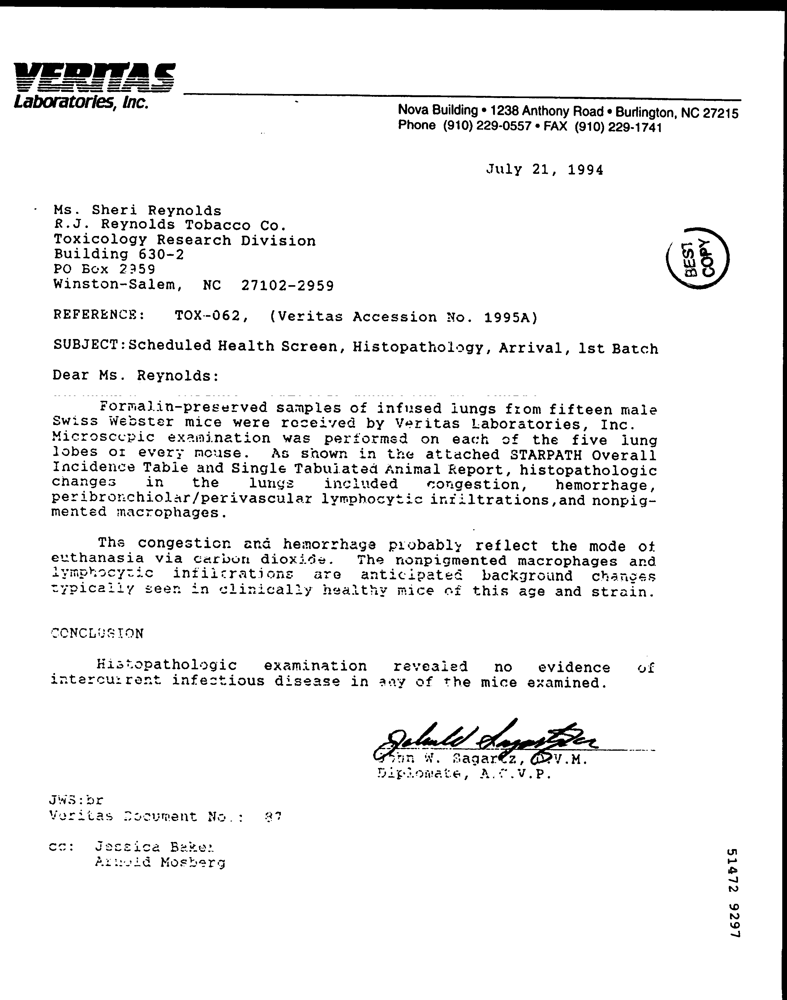 VERITAS
Laboratories, Inc.
Nova Building • 1238 Anthony Road • Burlington, NC 27215
Phone (910) 229-0557 • FAX (910) 229-1741
July 21, 1994
Ms. Sheri Reynolds
R.J. Reynolds Tobacco Co.
Toxicology Research Division
Building 630-2
PO Box 2959
Winston-Salem, NC 27102-2959
BEST
COPY
REFERENCE: TOX-062, (Veritas Accession No. 1995A)
SUBJECT:Scheduled Health Screen, Histopathology, Arrival, 1st Batch
Dear Ms. Reynolds:
Formalin-preserved samples of infused lungs from fifteen male
Swiss Webster mice were received by Veritas Laboratories, Inc.
Microscopic examination was performed on each of the five lung
lobes of every mouse. As shown in the attached STARPATH Overall
Incidence Table and Single Tabulated Animal Report, histopathologic
changes in the lungs included congestion, hemorrhage,
peribronchiolar/perivascular lymphocytic infiltrations,and nonpig-
mented macrophages.
The congestion and hemorrhage probably reflect the mode of
euthanasia via carbon dioxide. The nonpigmented macrophages and
lymphocytic infiltrations are anticipated background changes
typically seen in clinically healthy mice of this age and strain.
CONCLUSION
Histopathologic examination revealed no evidence of
intercurrent infectious disease in any of the mice examined.
John W. Sagartz, D.V.M.
Diplomate, A.C.V.P.
JWS:br
Veritas Document No.: 87
cc: Jessica Baker
Arnold Mosberg
51472 9297